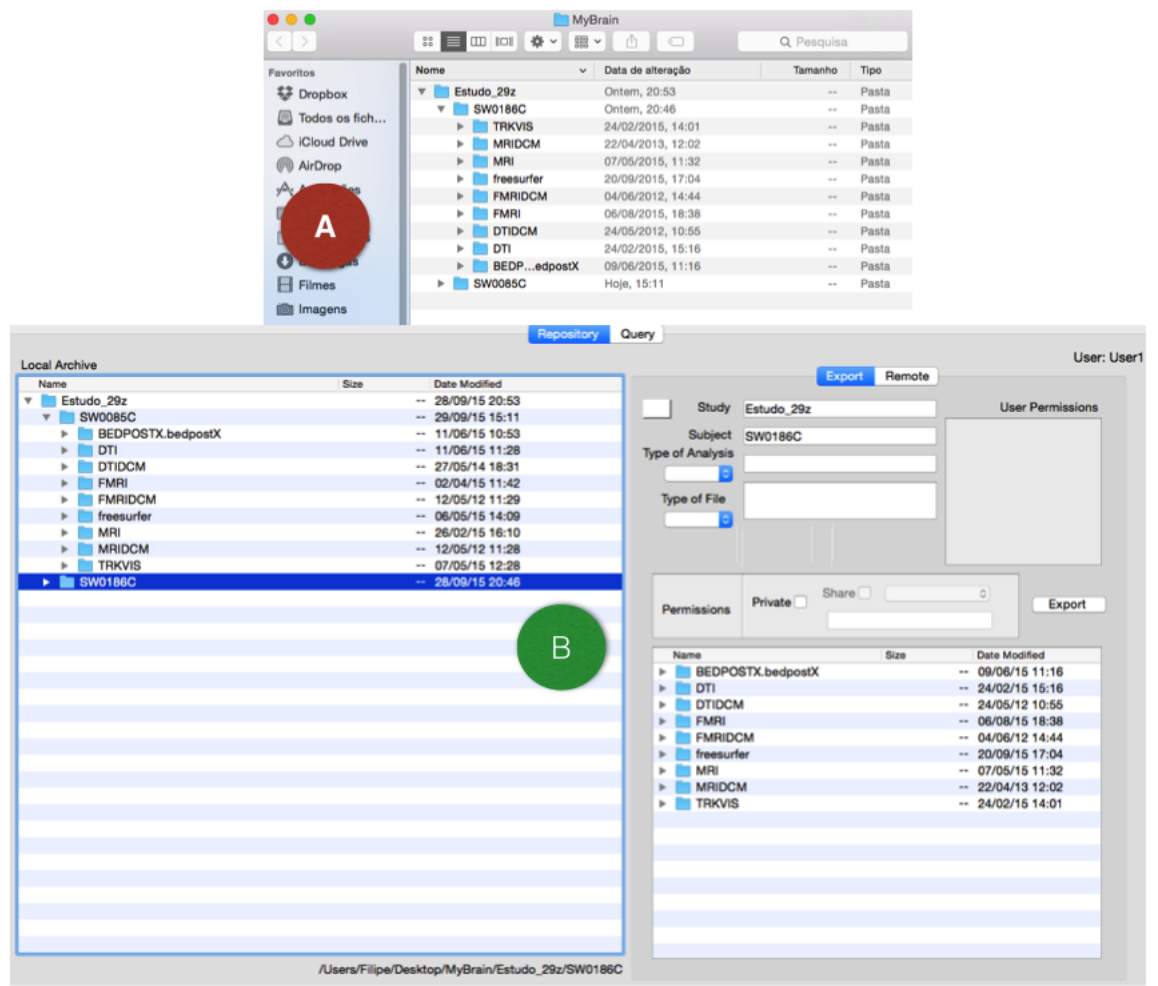 MyBrain
Pesquisa
Favoritos
Dropbox
Todos os fich...
iCloud Drive
AirDrop
Filmes
Imagens
A
Nome Data de alteração Tamanho Tipo
Estudo_29z Ontem, 20:53 -- Pasta
SW0186C Ontem, 20:46 -- Pasta
TRKVIS 24/02/2015, 14:01 -- Pasta
MRIDCM 22/04/2013, 12:02 -- Pasta
MRI 07/05/2015, 11:32 -- Pasta
freesurfer 20/09/2015, 17:04 -- Pasta
FMRIDCM 04/06/2012, 14:44 -- Pasta
FMRI 06/08/2015, 18:38 -- Pasta
DTIDCM 24/05/2012, 10:55 -- Pasta
DTI 24/02/2015, 15:16 -- Pasta
BEDP...edpostX 09/06/2015, 11:16 -- Pasta
SW0085C Hoje, 15:11 -- Pasta
Repository Query
User: User1
Local Archive
Name Size Date Modified
Estudo_29z -- 28/09/15 20:53
SW0085C -- 29/09/15 15:11
BEDPOSTX.bedpostX -- 11/06/15 10:53
DTI -- 11/06/15 11:28
DTIDCM -- 27/05/14 18:31
FMRI -- 02/04/15 11:42
FMRIDCM -- 12/05/12 11:29
freesurfer -- 06/05/15 14:09
MRI -- 26/02/15 16:10
MRIDCM -- 12/05/12 11:28
TRKVIS -- 07/05/15 12:28
SW0186C -- 28/09/15 20:46
B
/Users/Filipe/Desktop/MyBrain/Estudo_29z/SW0186C
Export Remote
Study Estudo_29z
User Permissions
Subject SW0186C
Type of Analysis
Type of File
Permissions Private Share
Export
Name Size Date Modified
BEDPOSTX.bedpostX -- 09/06/15 11:16
DTI -- 24/02/15 15:16
DTIDCM -- 24/05/12 10:55
FMRI -- 06/08/15 18:38
FMRIDCM -- 04/06/12 14:44
freesurfer -- 20/09/15 17:04
MRI -- 07/05/15 11:32
MRIDCM -- 22/04/13 12:02
TRKVIS -- 24/02/15 14:01